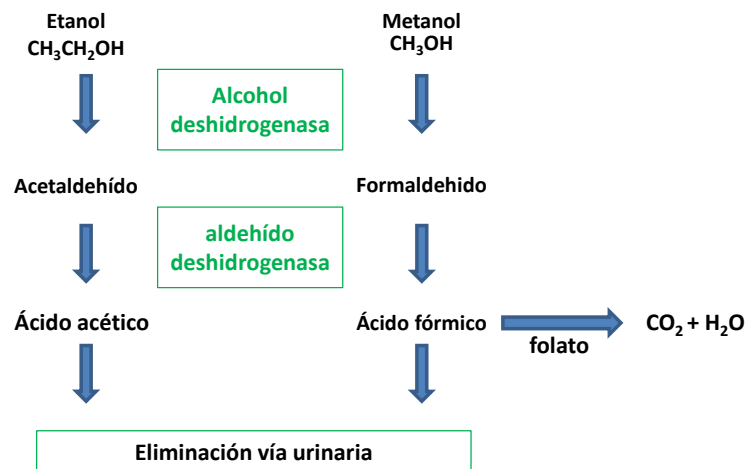 Etanol
CH₃CH₂OH
Metanol
CH₃OH
Alcohol
deshidrogenasa
Acetaldehído
Formaldehido
aldehído
deshidrogenasa
Ácido acético
Ácido fórmico
folato
CO₂ + H₂O
Eliminación vía urinaria